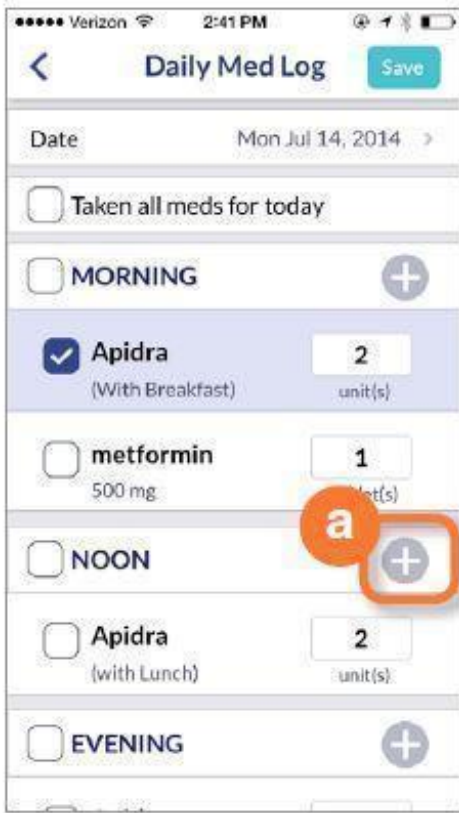 Verizon 2:41 PM
Daily Med Log Save
Date Mon Jul 14, 2014
Taken all meds for today
MORNING
Apidra 2
(With Breakfast) unit(s)
metformin 1
500 mg
a
NOON
Apidra 2
(with Lunch) unit(s)
EVENING